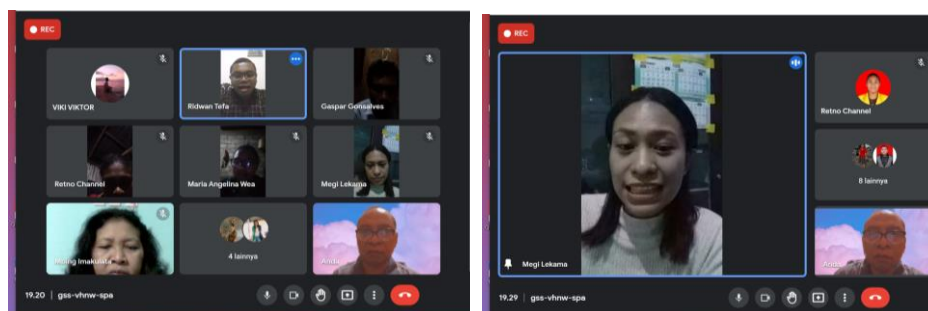 REC
VIKI VIKTOR
Ridwan Tefa
Gaspar Gonsalves
Retno Channel
Maria Angelina Wea
Megi Lekama
Imakulata
4 lainnya
Anda
19.20 | gss-vhnw-spa
REC
Retno Channel
8 lainnya
Megi Lekama
Anda
19.29 | gss-vhnw-spa